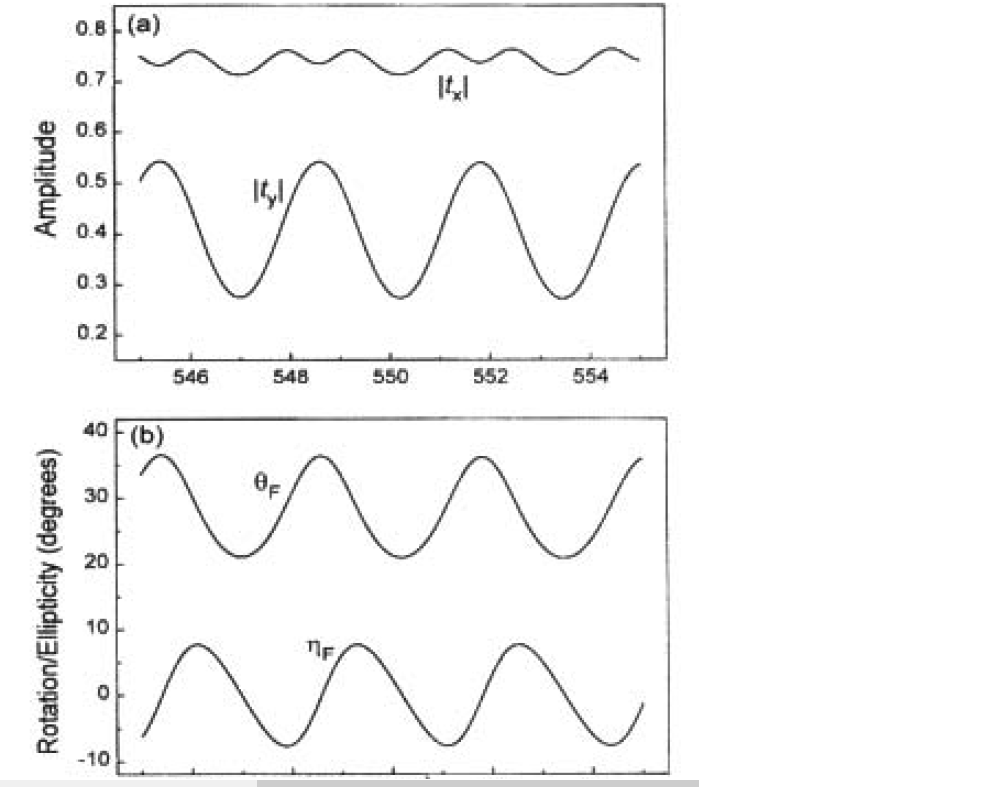 (a)
0.8
0.7
0.6
0.5
0.4
0.3
0.2
Amplitude
|tx|
|ty|
546 548 550 552 554
(b)
40
30
20
10
0
-10
Rotation/Ellipticity (degrees)
θF
ηF